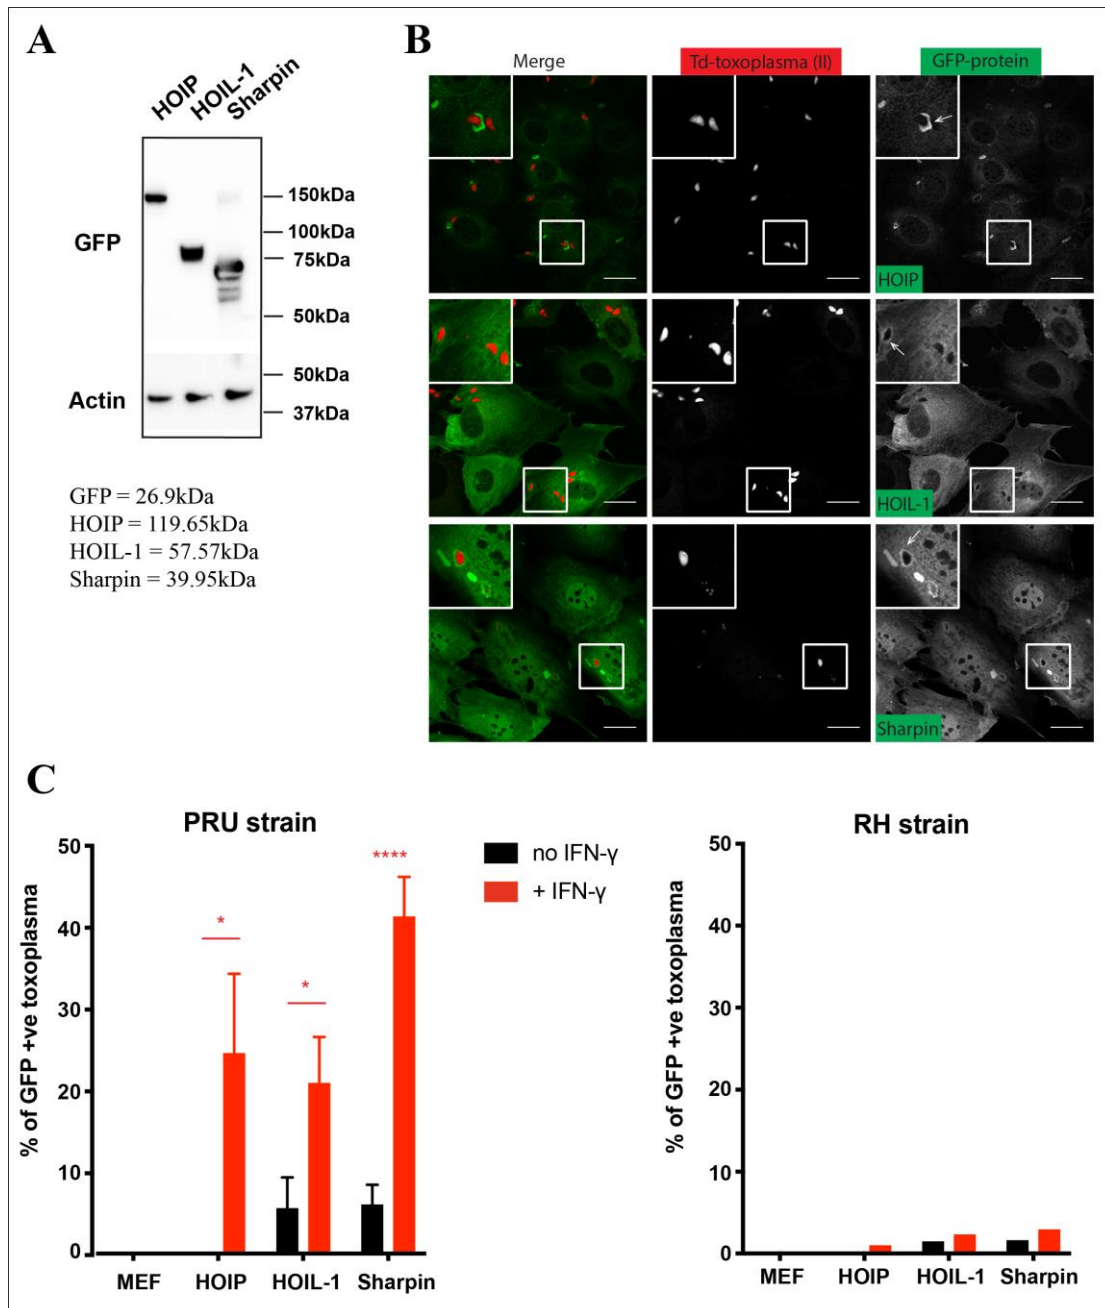 A
HOIP
HOIL-1
Sharpin
GFP
150kDa
100kDa
75kDa
50kDa
Actin
50kDa
37kDa
GFP = 26.9kDa
HOIP = 119.65kDa
HOIL-1 = 57.57kDa
Sharpin = 39.95kDa
B
Merge
Td-toxoplasma (II)
GFP-protein
HOIP
HOIL-1
Sharpin
C
PRU strain
% of GFP +ve toxoplasma
50
40
30
20
10
0
*
*
****
MEF
HOIP
HOIL-1
Sharpin
no IFN-γ
+ IFN-γ
RH strain
% of GFP +ve toxoplasma
50
40
30
20
10
0
MEF
HOIP
HOIL-1
Sharpin